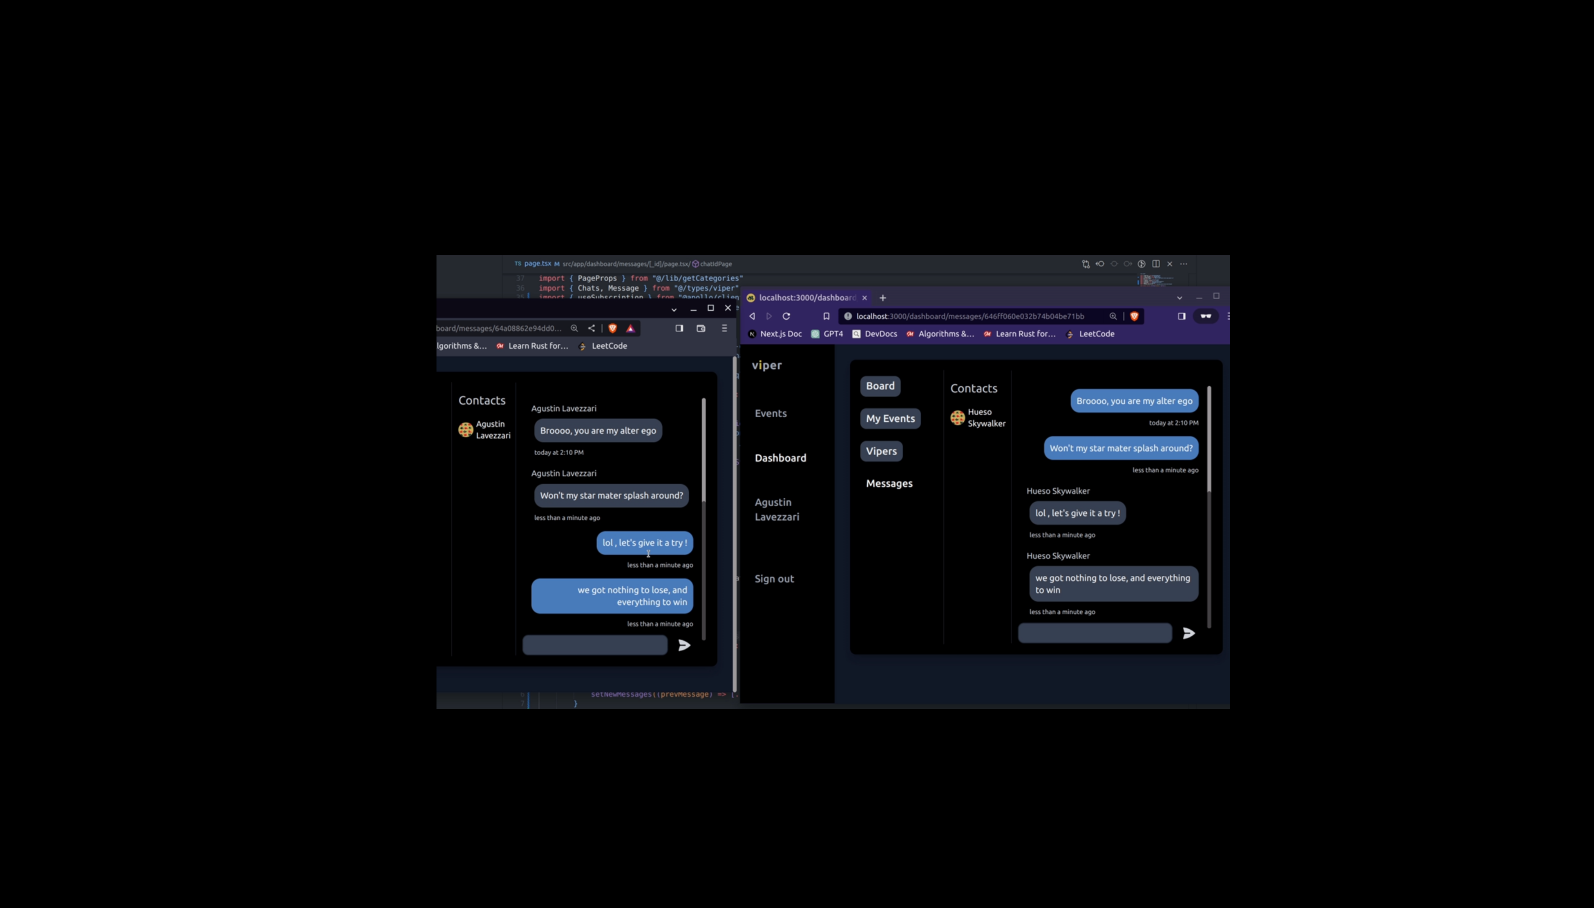 TS page.tsx M src/app/dashboard/messages/[_id]/page.tsx/ chatIdPage
37 import { PageProps } from "@/lib/getCategories"
36 import { Chats, Message } from "@/types/viper"
import { useSubscription } from "@apollo/clien
board/messages/64a08862e94dd0...
lgorithms &... Learn Rust for... LeetCode
Contacts
Agustin
Lavezzari
Agustin Lavezzari
Broooo, you are my alter ego
today at 2:10 PM
Agustin Lavezzari
Won't my star mater splash around?
less than a minute ago
lol , let's give it a try !
less than a minute ago
we got nothing to lose, and
everything to win
less than a minute ago
setNewMessages((prevMessage) => [.
}
localhost:3000/dashboard
localhost:3000/dashboard/messages/646ff060e032b74b04be71bb
Next.js Doc GPT4 DevDocs Algorithms &... Learn Rust for... LeetCode
viper
Events
Dashboard
Agustin
Lavezzari
Sign out
Board
My Events
Vipers
Messages
Contacts
Hueso
Skywalker
Broooo, you are my alter ego
today at 2:10 PM
Won't my star mater splash around?
less than a minute ago
Hueso Skywalker
lol , let's give it a try !
less than a minute ago
Hueso Skywalker
we got nothing to lose, and everything
to win
less than a minute ago